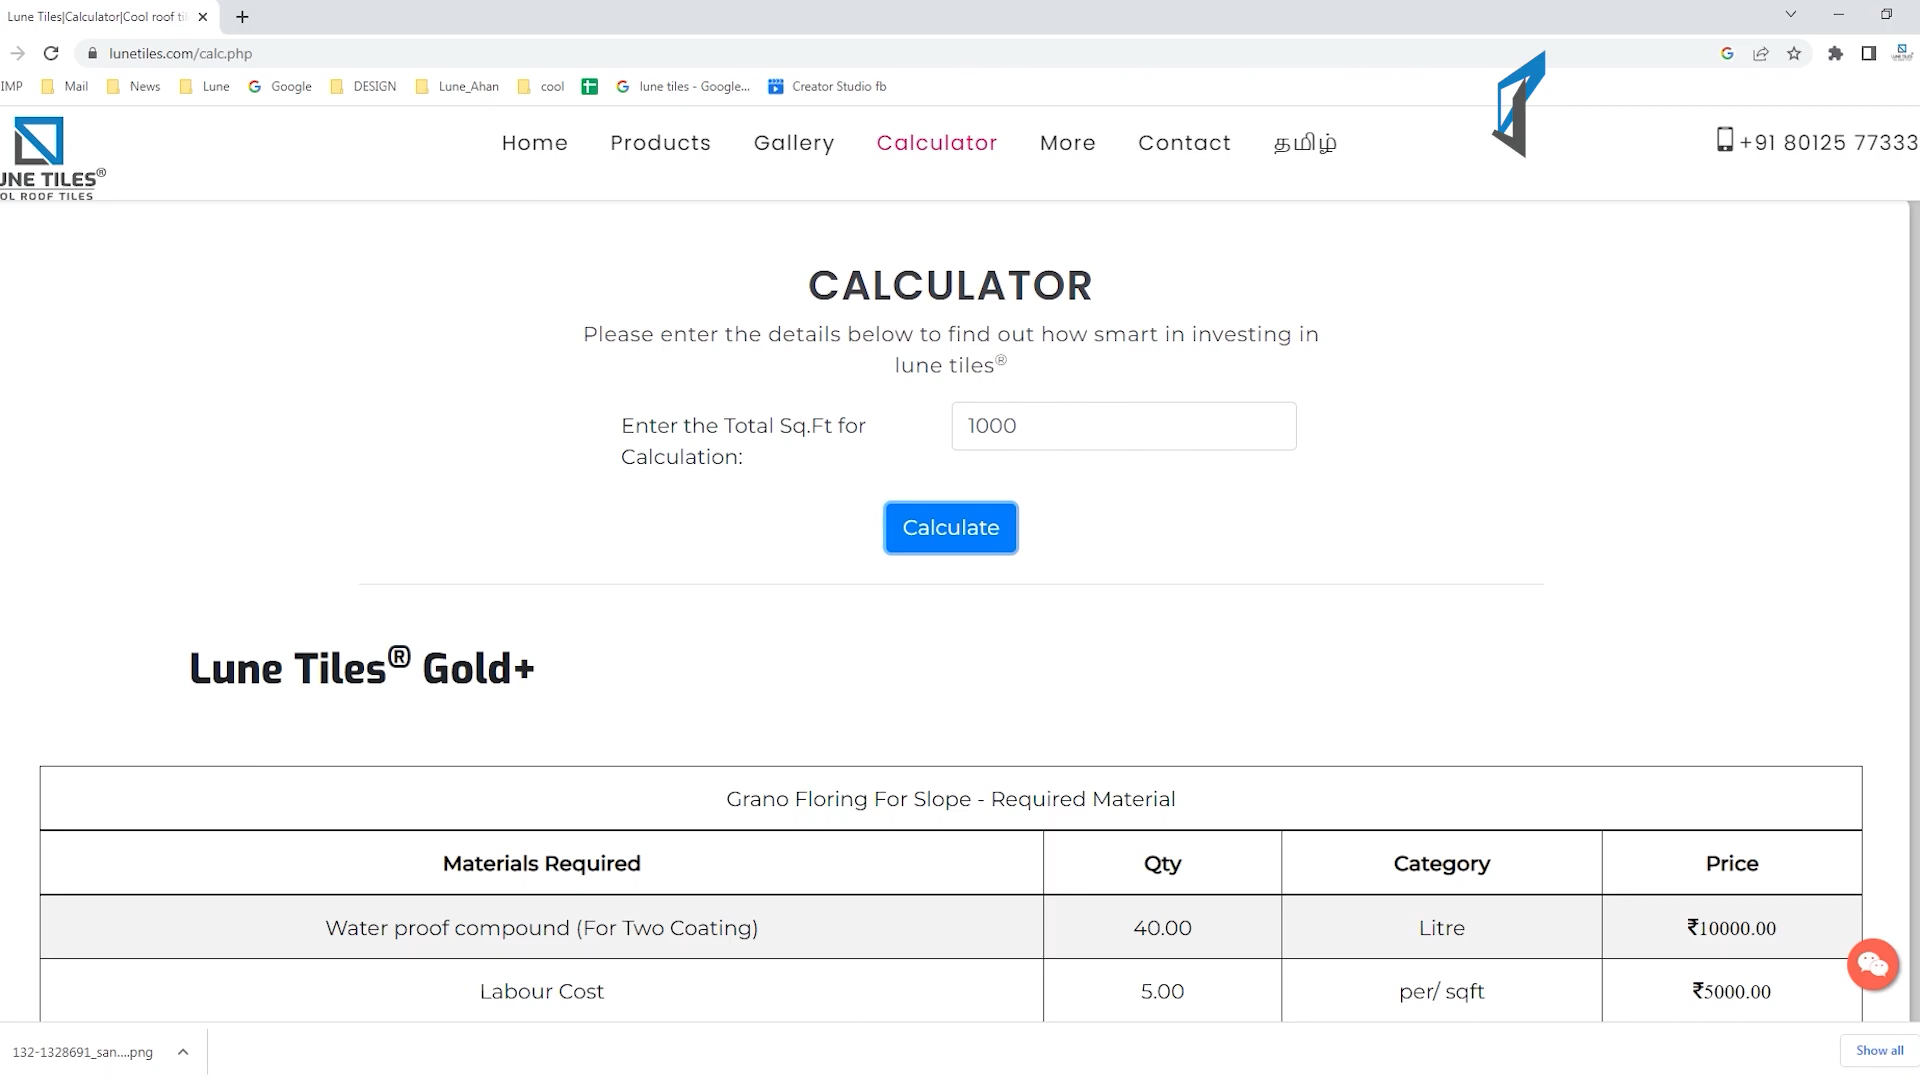 Lune Tiles|Calculator|Cool roof til
lunetiles.com/calc.php
IMP Mail News Lune Google DESIGN Lune_Ahan cool lune tiles - Google... Creator Studio fb
UNE TILES®
OL ROOF TILES
Home Products Gallery Calculator More Contact தமிழ்
+91 80125 77333
CALCULATOR
Please enter the details below to find out how smart in investing in
lune tiles®
Enter the Total Sq.Ft for
Calculation:
1000
Calculate
Lune Tiles® Gold+
Grano Floring For Slope - Required Material
Materials Required Qty Category Price
Water proof compound (For Two Coating) 40.00 Litre ₹10000.00
Labour Cost 5.00 per/ sqft ₹5000.00
132-1328691_san....png
Show all